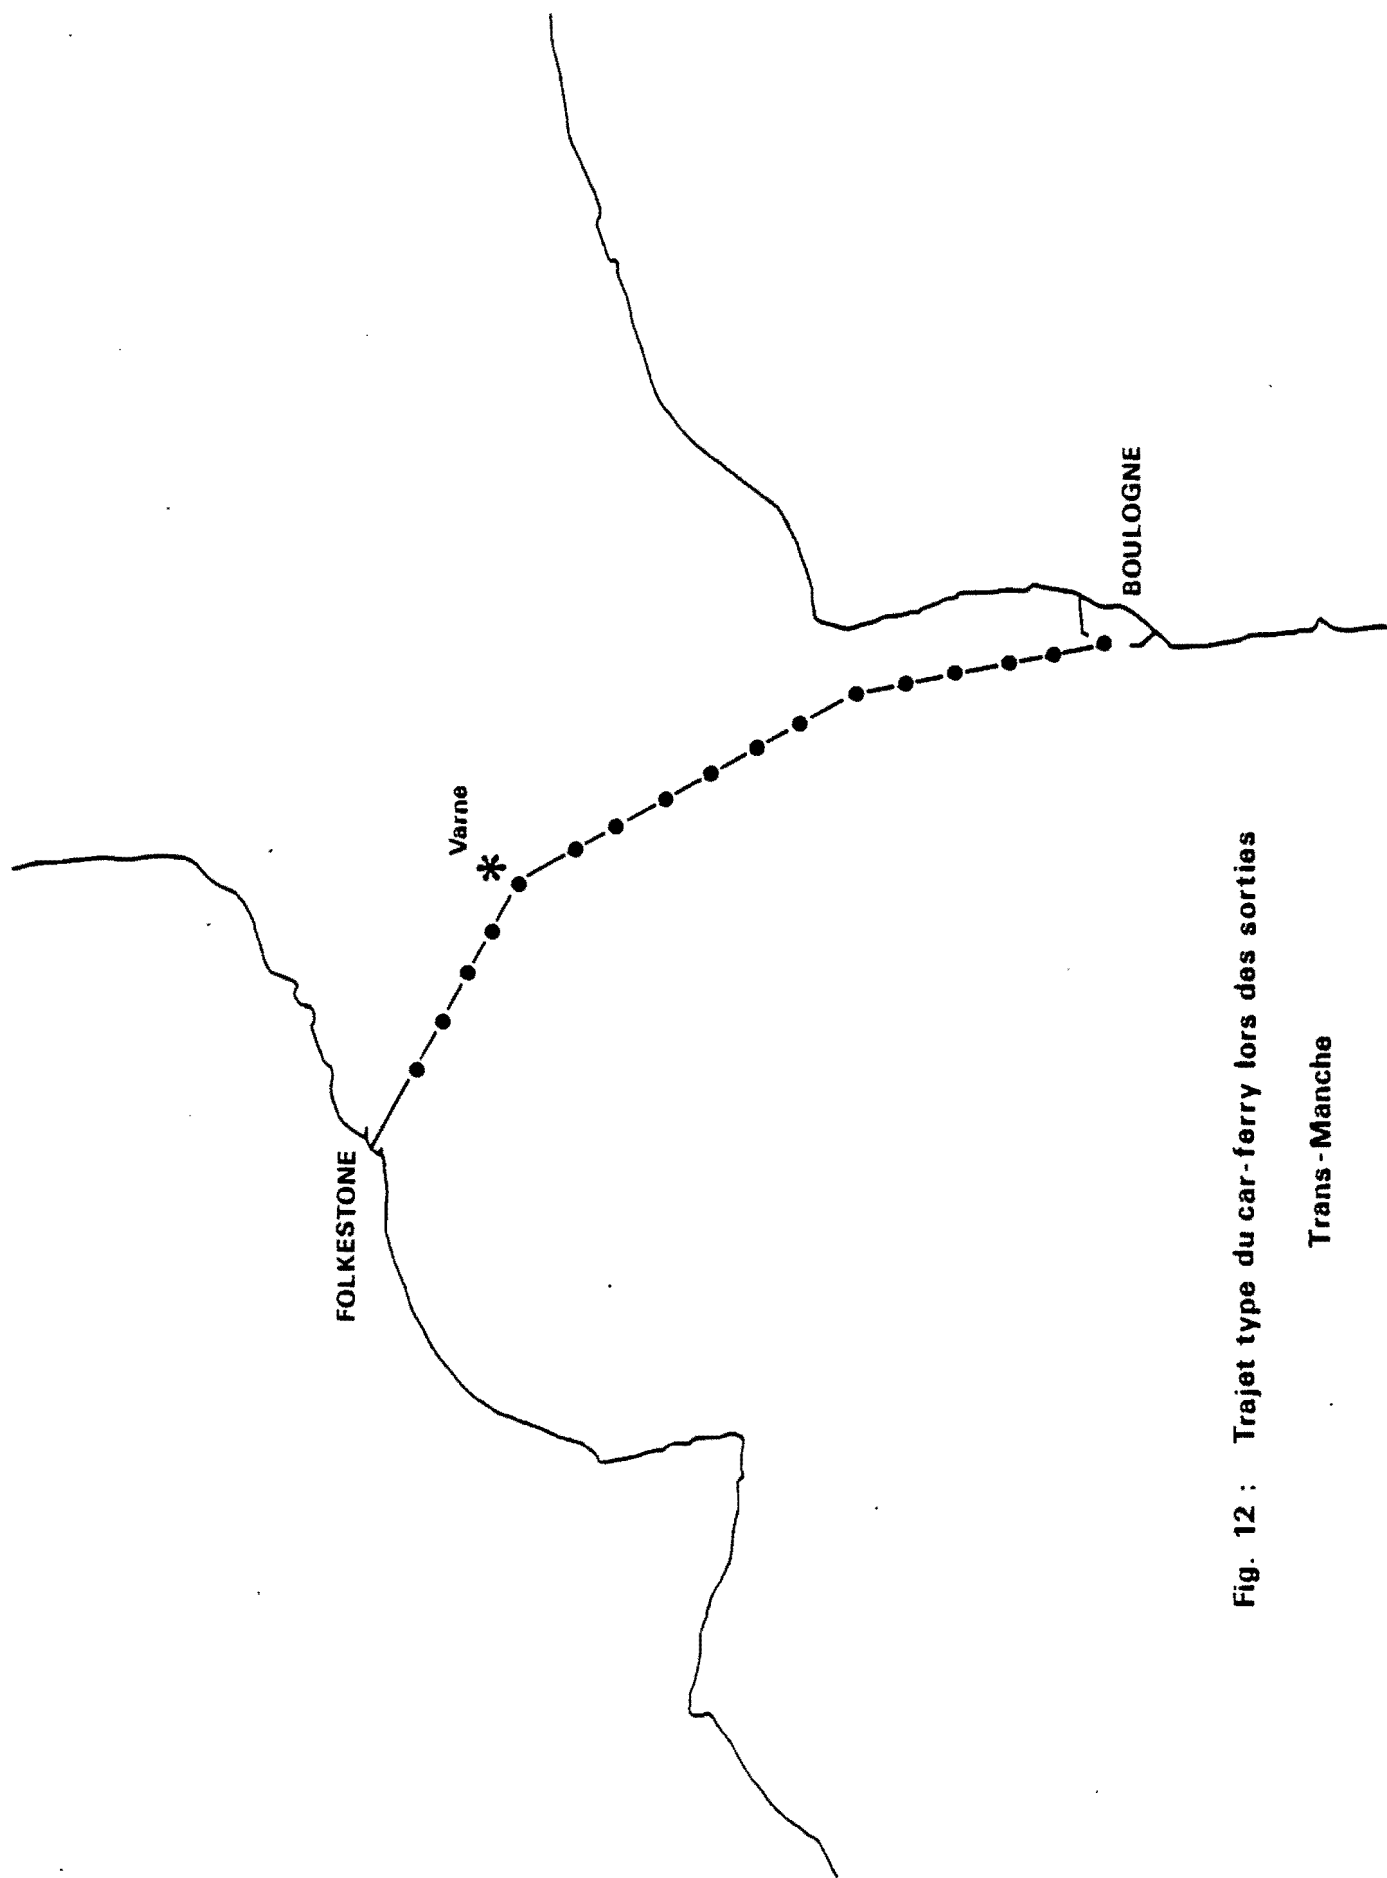 FOLKESTONE
Varne
BOULOGNE
Fig. 12 : Trajet type du car-ferry lors des sorties
Trans-Manche